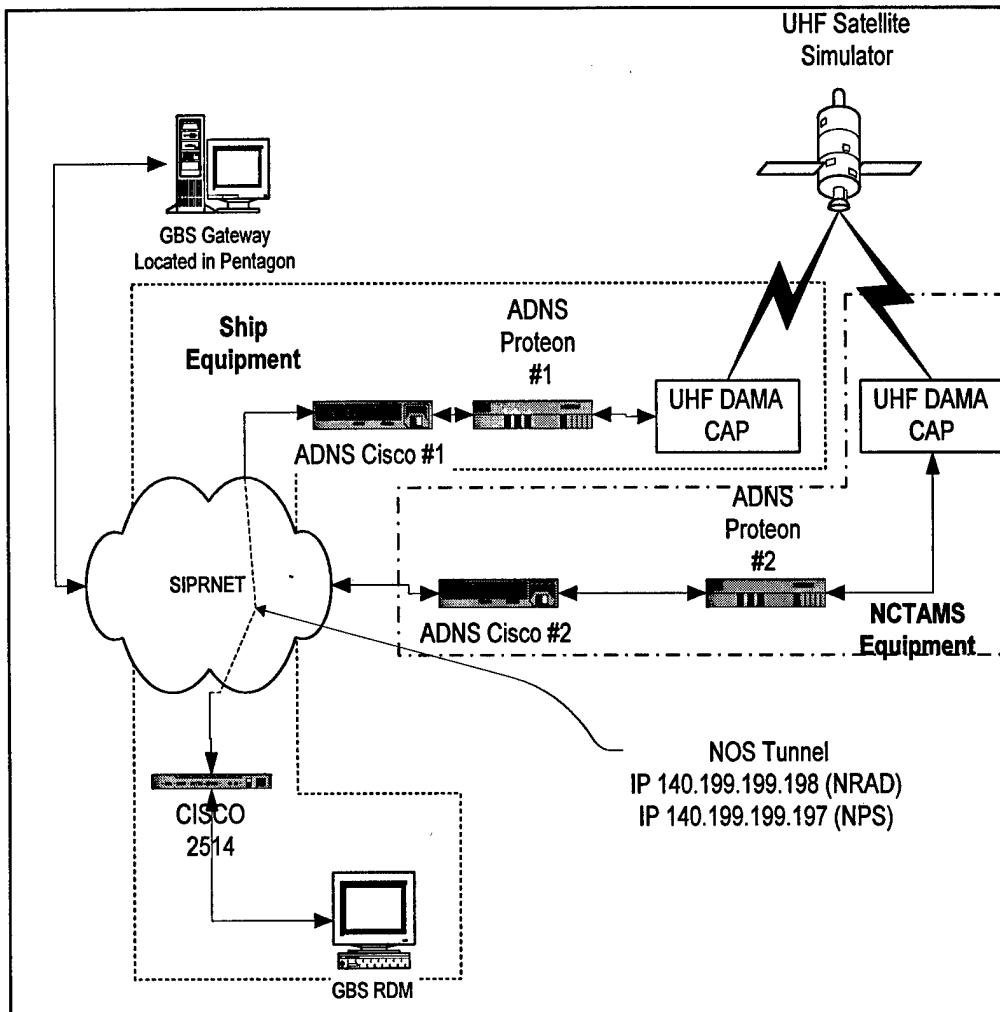 UHF Satellite
Simulator
GBS Gateway
Located in Pentagon
Ship
Equipment
ADNS
Proteon
#1
UHF DAMA
CAP
UHF DAMA
CAP
ADNS Cisco #1
ADNS
Proteon
#2
SIPRNET
ADNS Cisco #2
NCTAMS
Equipment
NOS Tunnel
IP 140.199.199.198 (NRAD)
IP 140.199.199.197 (NPS)
CISCO
2514
GBS RDM